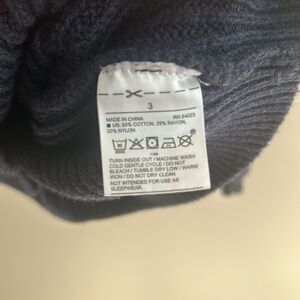 3
MADE IN CHINA RN 54023
■ US: 55% COTTON, 25% RAYON,
20% NYLON
TURN INSIDE OUT / MACHINE WASH
COLD GENTLE CYCLE / DO NOT
BLEACH / TUMBLE DRY LOW / WARM
IRON / DO NOT DRY CLEAN
NOT INTENDED FOR USE AS
SLEEPWEAR.